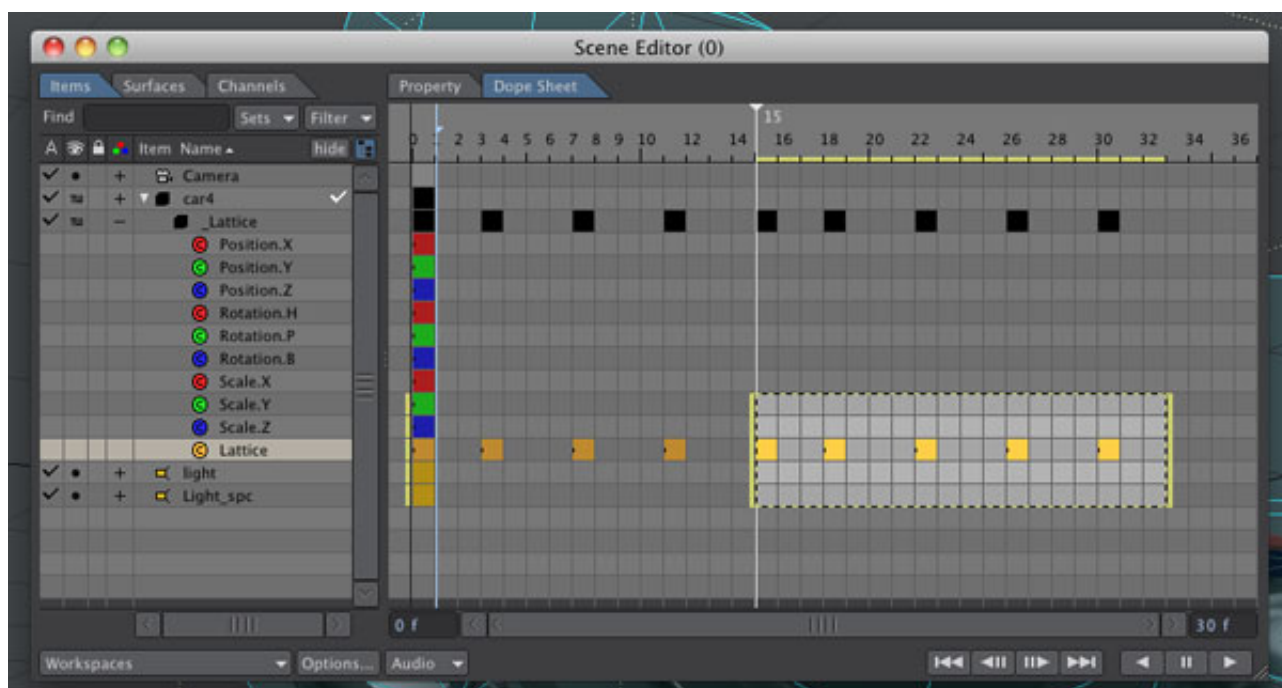 Scene Editor (0)
Items Surfaces Channels Property Dope Sheet
Find Sets Filter 15
0 1 2 3 4 5 6 7 8 9 10 12 14 16 18 20 22 24 26 28 30 32 34 36
A Item Name hide
+ Camera
+ car4
− _Lattice
C Position.X
C Position.Y
C Position.Z
C Rotation.H
C Rotation.P
C Rotation.B
C Scale.X
C Scale.Y
C Scale.Z
C Lattice
+ light
+ Light_spc
0 f 30 f
Workspaces Options... Audio